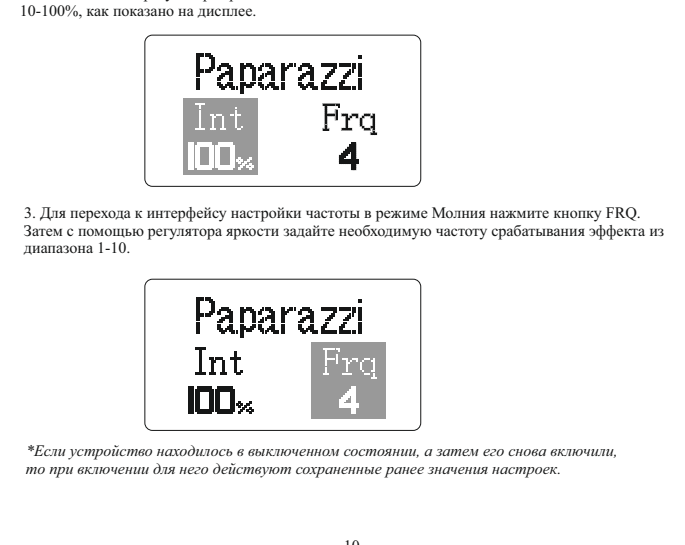 10-100%, как показано на дисплее.
Paparazzi
Int Frq
100% 4
3. Для перехода к интерфейсу настройки частоты в режиме Молния нажмите кнопку FRQ.
Затем с помощью регулятора яркости задайте необходимую частоту срабатывания эффекта из
диапазона 1-10.
Paparazzi
Int Frq
100% 4
*Если устройство находилось в выключенном состоянии, а затем его снова включили,
то при включении для него действуют сохраненные ранее значения настроек.
10